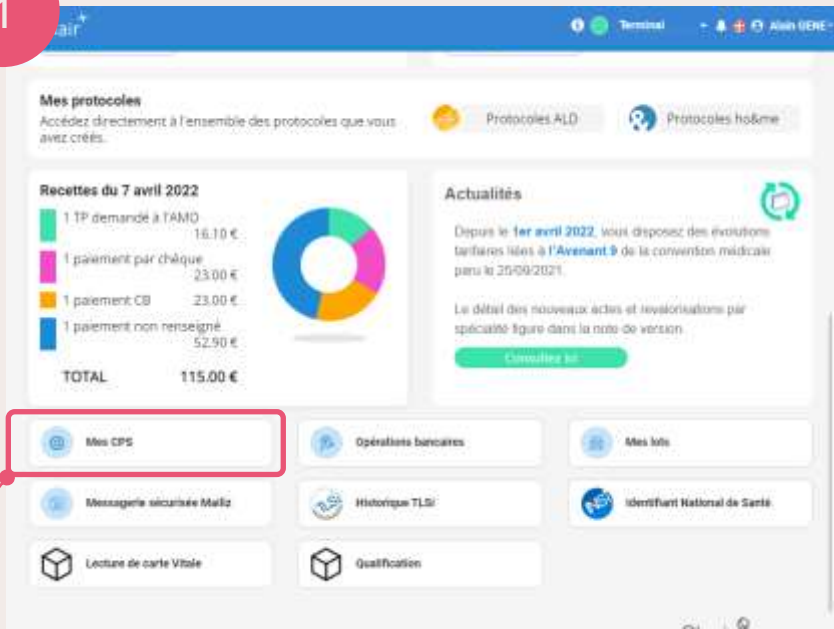 1
air+
Terminal
Alain GENE
Mes protocoles
Accédez directement à l'ensemble des protocoles que vous
avez créés.
Protocoles ALD
Protocoles ho&me
Recettes du 7 avril 2022
1 TP demandé à l'AMO
16.10 €
1 paiement par chèque
23.00 €
1 paiement CB 23.00 €
1 paiement non renseigné
52.90 €
TOTAL 115.00 €
Actualités
Depuis le 1er avril 2022, vous disposez des évolutions
tarifaires liées à l'Avenant 9 de la convention médicale
paru le 25/09/2021.
Le détail des nouveaux actes et revalorisations par
spécialité figure dans la note de version.
Consultez ici
Mes CPS
Opérations bancaires
Mes lots
Messagerie sécurisée Mailiz
Historique TLSi
Identifiant National de Santé
Lecture de carte Vitale
Qualification